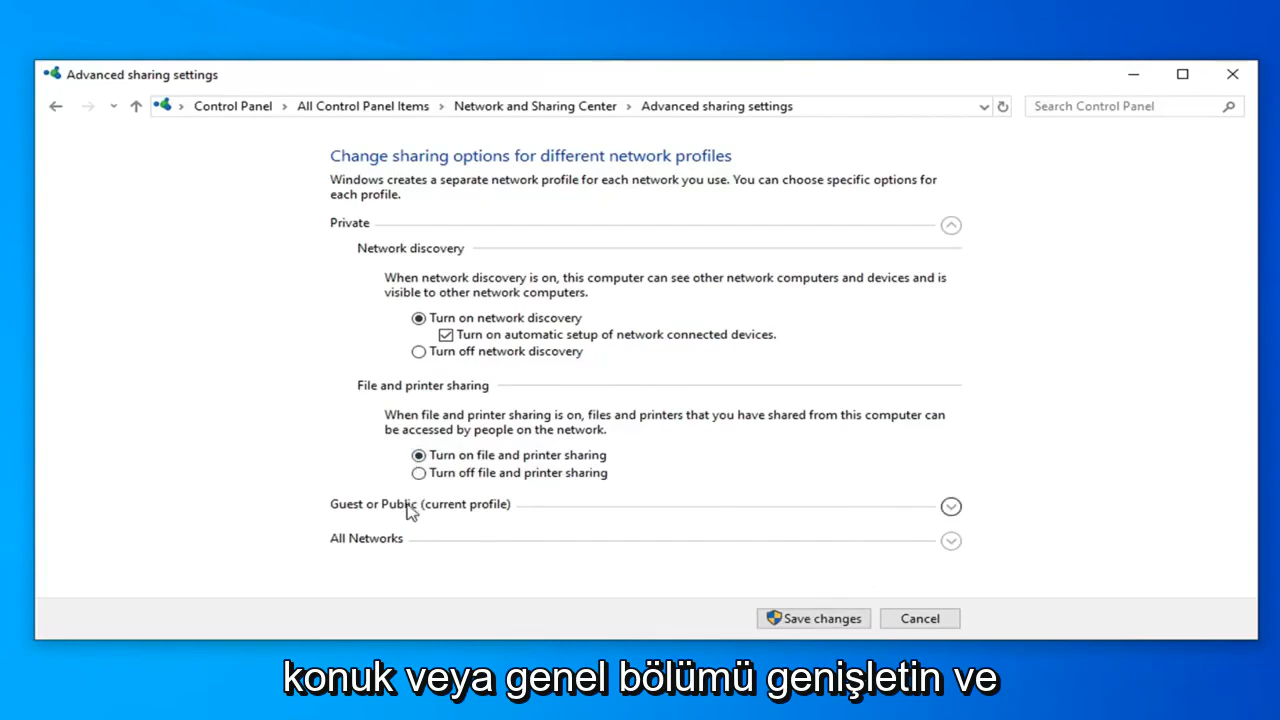 Advanced sharing settings
Control Panel > All Control Panel Items > Network and Sharing Center > Advanced sharing settings
Search Control Panel
Change sharing options for different network profiles
Windows creates a separate network profile for each network you use. You can choose specific options for
each profile.
Private
Network discovery
When network discovery is on, this computer can see other network computers and devices and is
visible to other network computers.
Turn on network discovery
Turn on automatic setup of network connected devices.
Turn off network discovery
File and printer sharing
When file and printer sharing is on, files and printers that you have shared from this computer can
be accessed by people on the network.
Turn on file and printer sharing
Turn off file and printer sharing
Guest or Public (current profile)
All Networks
Save changes
Cancel
konuk veya genel bölümü genişletin ve